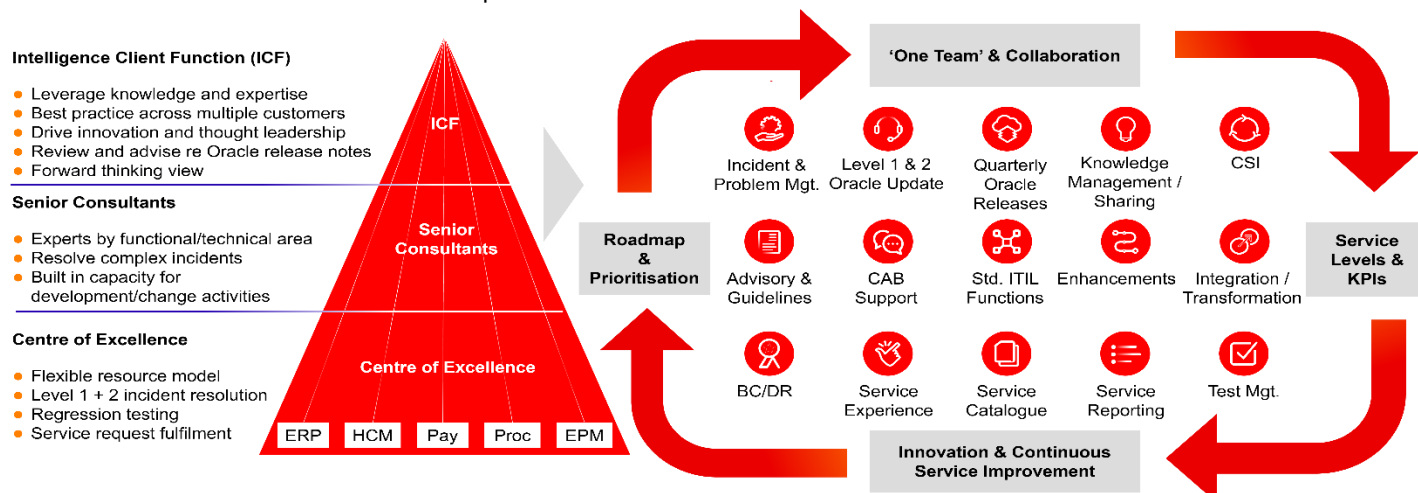 Intelligence Client Function (ICF)
Leverage knowledge and expertise
Best practice across multiple customers
Drive innovation and thought leadership
Review and advise re Oracle release notes
Forward thinking view
Senior Consultants
Experts by functional/technical area
Resolve complex incidents
Built in capacity for
development/change activities
Centre of Excellence
Flexible resource model
Level 1 + 2 incident resolution
Regression testing
Service request fulfilment
ICF
Senior
Consultants
Centre of Excellence
ERP
HCM
Pay
Proc
EPM
'One Team' & Collaboration
Roadmap
&
Prioritisation
Incident &
Problem Mgt.
Level 1 & 2
Oracle Update
Quarterly
Oracle
Releases
Knowledge
Management /
Sharing
CSI
Advisory &
Guidelines
CAB
Support
Std. ITIL
Functions
Enhancements
Integration /
Transformation
BC/DR
Service
Experience
Service
Catalogue
Service
Reporting
Test Mgt.
Service
Levels &
KPIs
Innovation & Continuous
Service Improvement